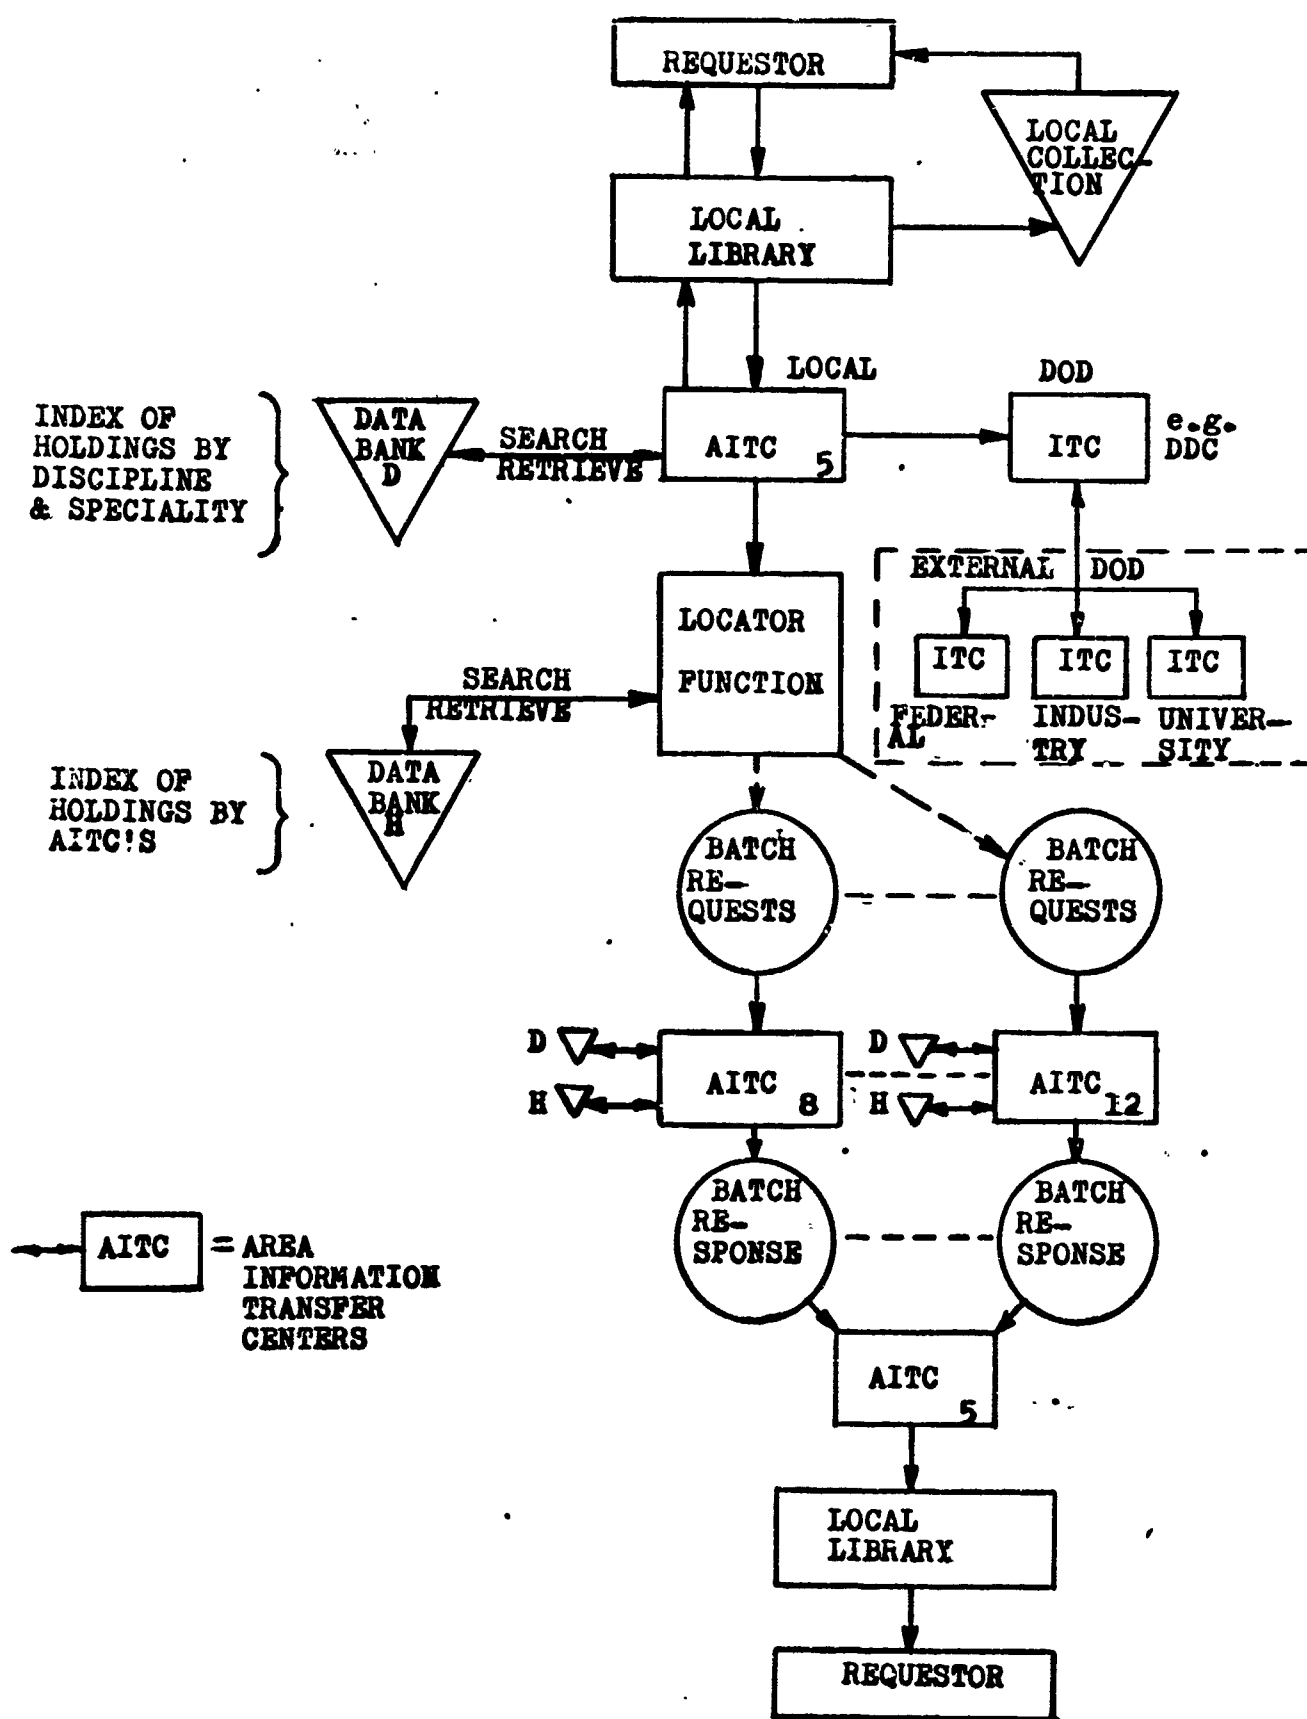 REQUESTOR
LOCAL
COLLEC-
TION
LOCAL
LIBRARY
LOCAL
DOD
INDEX OF
HOLDINGS BY
DISCIPLINE
& SPECIALITY
DATA
BANK
D
SEARCH
RETRIEVE
AITC
5
ITC
e.g.
DDC
EXTERNAL DOD
LOCATOR
FUNCTION
ITC
ITC
ITC
FEDER-
AL
INDUS-
TRY
UNIVER-
SITY
SEARCH
RETRIEVE
INDEX OF
HOLDINGS BY
AITC'S
DATA
BANK
H
BATCH
RE-
QUESTS
BATCH
RE-
QUESTS
D
H
AITC
8
D
H
AITC
12
BATCH
RE-
SPONSE
BATCH
RE-
SPONSE
AITC
= AREA
INFORMATION
TRANSFER
CENTERS
AITC
5
LOCAL
LIBRARY
REQUESTOR